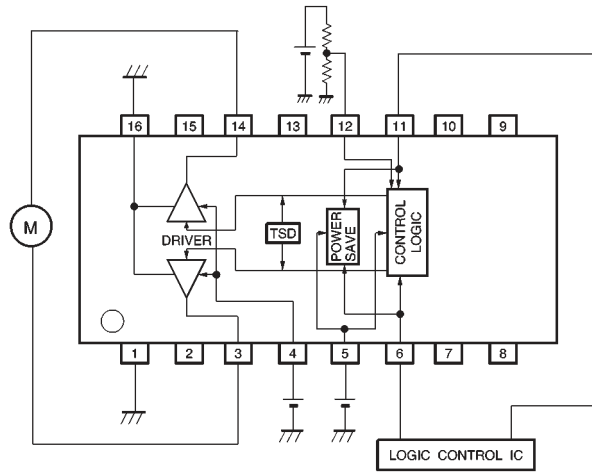 16 15 14 13 12 11 10 9
M
DRIVER
TSD
POWER
SAVE
CONTROL
LOGIC
1 2 3 4 5 6 7 8
LOGIC CONTROL IC